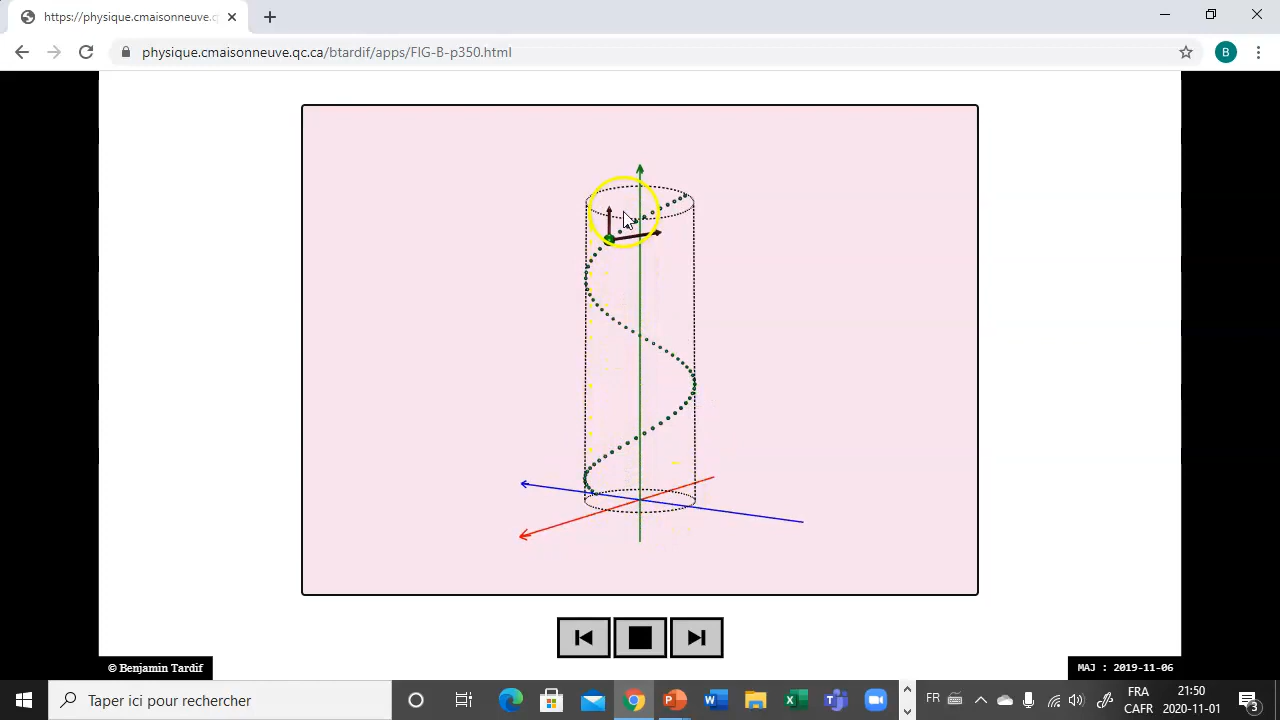 https://physique.cmaisonneuve.q
physique.cmaisonneuve.qc.ca/btardif/apps/FIG-B-p350.html
B
© Benjamin Tardif
MAJ : 2019-11-06
Taper ici pour rechercher
FR
FRA
CAFR
21:50
2020-11-01
3